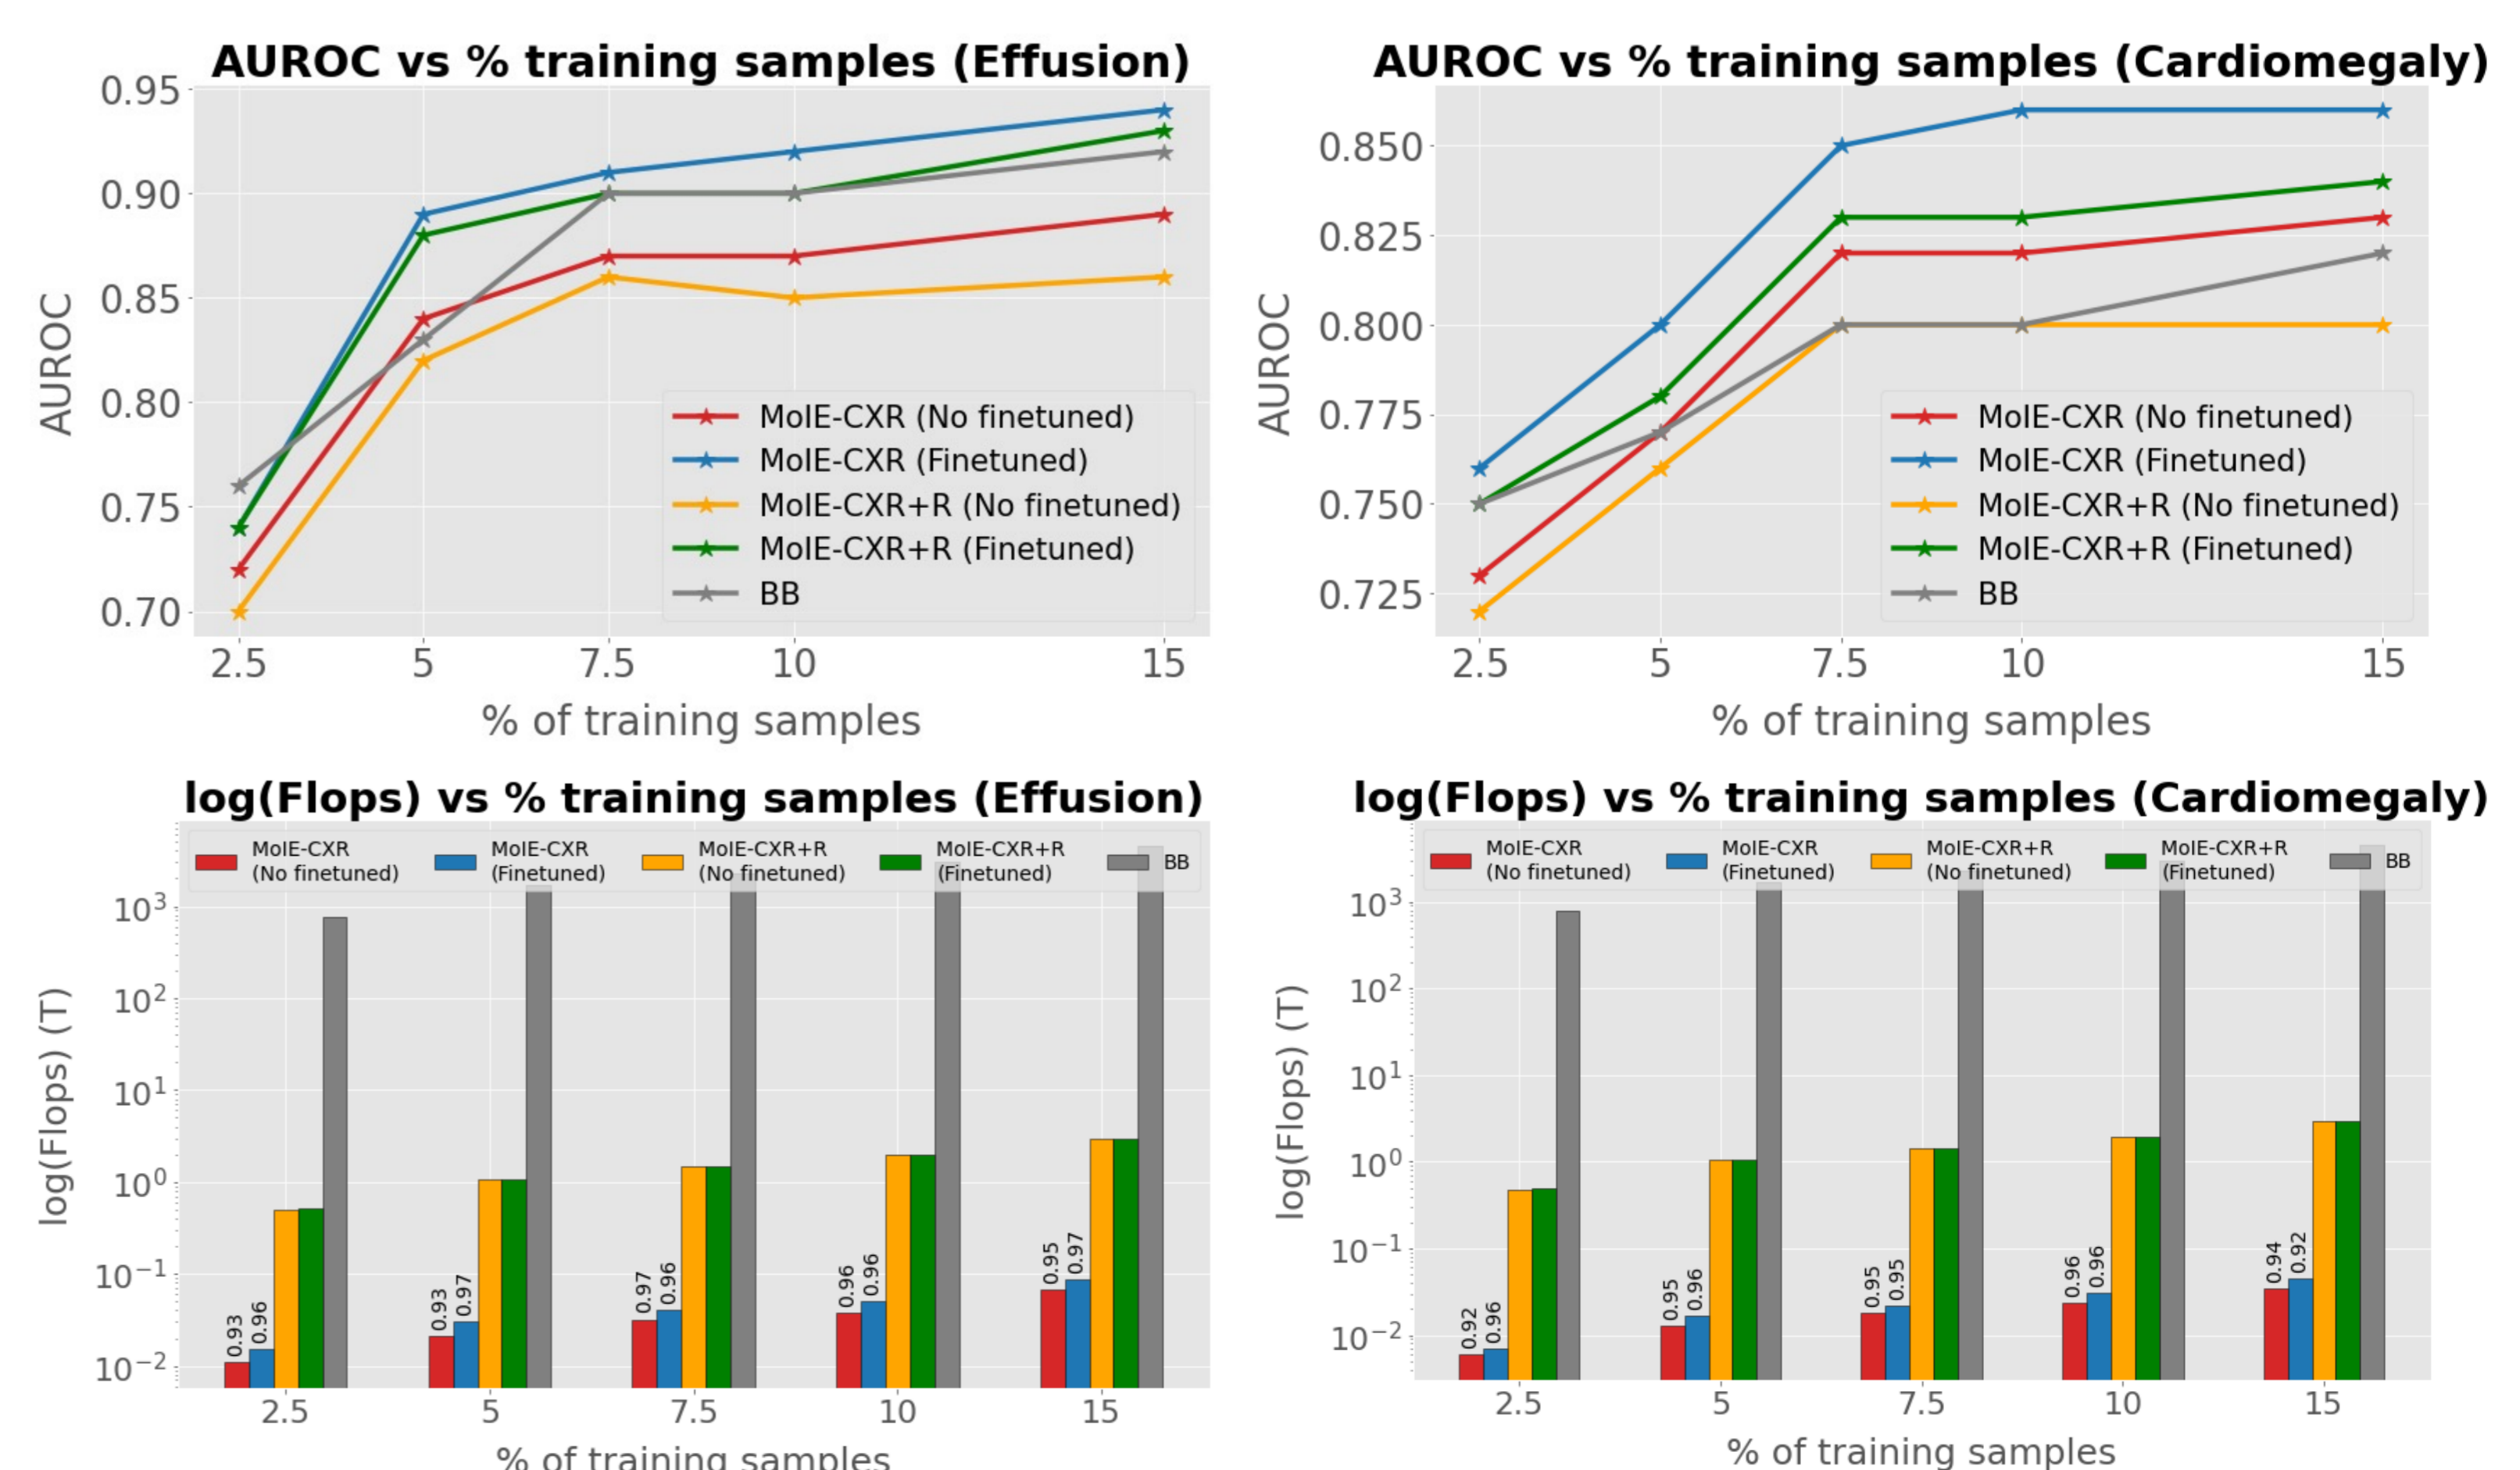 AUROC vs % training samples (Effusion)
0.95
0.90
0.85
0.80
0.75
0.70
AUROC
MoIE-CXR (No finetuned)
MoIE-CXR (Finetuned)
MoIE-CXR+R (No finetuned)
MoIE-CXR+R (Finetuned)
BB
2.5 5 7.5 10 15
% of training samples
AUROC vs % training samples (Cardiomegaly)
0.850
0.825
0.800
0.775
0.750
0.725
AUROC
MoIE-CXR (No finetuned)
MoIE-CXR (Finetuned)
MoIE-CXR+R (No finetuned)
MoIE-CXR+R (Finetuned)
BB
2.5 5 7.5 10 15
% of training samples
log(Flops) vs % training samples (Effusion)
MoIE-CXR
(No finetuned)
MoIE-CXR
(Finetuned)
MoIE-CXR+R
(No finetuned)
MoIE-CXR+R
(Finetuned)
BB
10³
10²
10¹
10⁰
10⁻¹
10⁻²
log(Flops) (T)
0.93 0.96 0.93 0.97 0.97 0.96 0.96 0.96 0.95 0.97
2.5 5 7.5 10 15
% of training samples
log(Flops) vs % training samples (Cardiomegaly)
MoIE-CXR
(No finetuned)
MoIE-CXR
(Finetuned)
MoIE-CXR+R
(No finetuned)
MoIE-CXR+R
(Finetuned)
BB
10³
10²
10¹
10⁰
10⁻¹
10⁻²
log(Flops) (T)
0.92 0.96 0.95 0.96 0.95 0.95 0.96 0.96 0.94 0.92
2.5 5 7.5 10 15
% of training samples